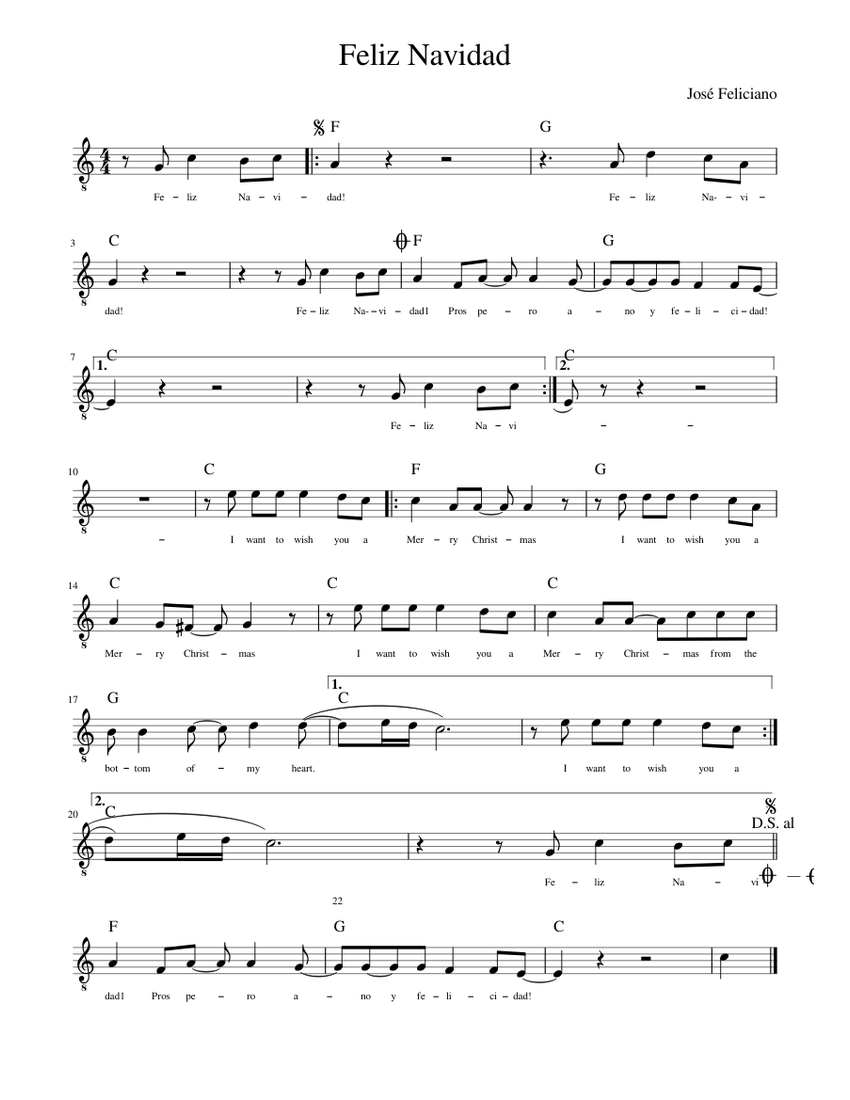 Feliz Navidad
José Feliciano
F G
Fe - liz Na - vi - dad! Fe - liz Na- - vi -
3
C F G
dad! Fe - liz Na- - vi - dad1 Pros pe - ro a - no y fe - li - ci - dad!
7
1. C 2. C
Fe - liz Na - vi - -
10
C F G
- I want to wish you a Mer - ry Christ - mas I want to wish you a
14
C C C
Mer - ry Christ - mas I want to wish you a Mer - ry Christ - mas from the
17
1.
G C
bot - tom of - my heart. I want to wish you a
20
2.
C D.S. al
Fe - liz Na - vi
22
F G C
dad1 Pros pe - ro a - no y fe - li - ci - dad!